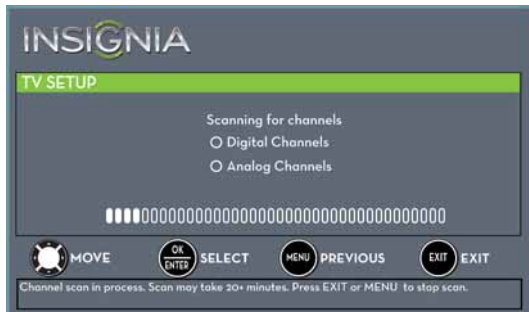 INSIGNIA
TV SETUP
Scanning for channels
Digital Channels
Analog Channels
MOVE
OK
ENTER
SELECT
MENU
PREVIOUS
EXIT
EXIT
Channel scan in process. Scan may take 20+ minutes. Press EXIT or MENU to stop scan.